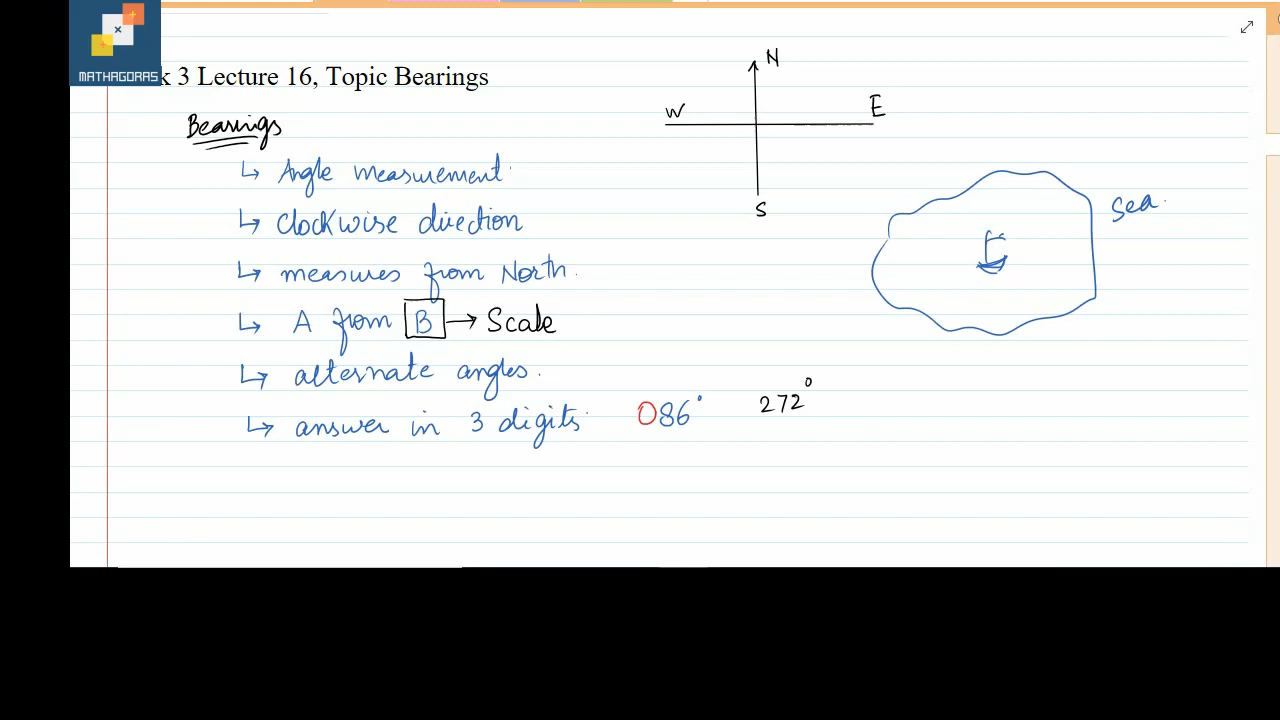 MATHAGORAS
k 3 Lecture 16, Topic Bearings
N
W
E
S
Bearings
↳ Angle measurement.
↳ Clockwise direction
↳ measures from North.
↳ A from B → Scale
↳ alternate angles.
↳ answer in 3 digits. 086° 272°
Sea.